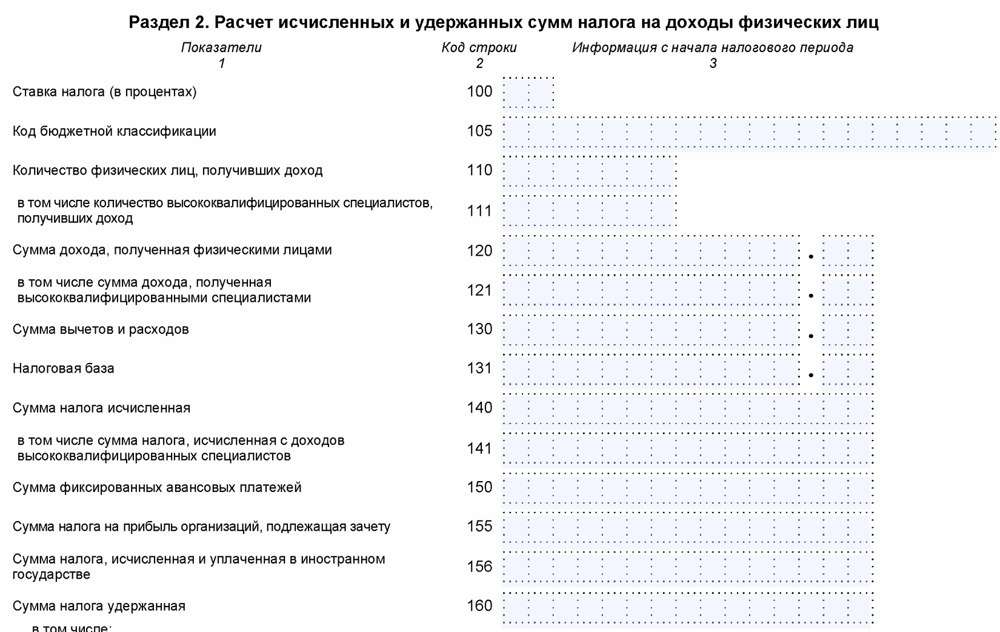 Раздел 2. Расчет исчисленных и удержанных сумм налога на доходы физических лиц
Показатели Код строки Информация с начала налогового периода
1 2 3
Ставка налога (в процентах) 100
Код бюджетной классификации 105
Количество физических лиц, получивших доход 110
в том числе количество высококвалифицированных специалистов,
получивших доход 111
Сумма дохода, полученная физическими лицами 120
в том числе сумма дохода, полученная
высококвалифицированными специалистами 121
Сумма вычетов и расходов 130
Налоговая база 131
Сумма налога исчисленная 140
в том числе сумма налога, исчисленная с доходов
высококвалифицированных специалистов 141
Сумма фиксированных авансовых платежей 150
Сумма налога на прибыль организаций, подлежащая зачету 155
Сумма налога, исчисленная и уплаченная в иностранном
государстве 156
Сумма налога удержанная 160
в том числе: